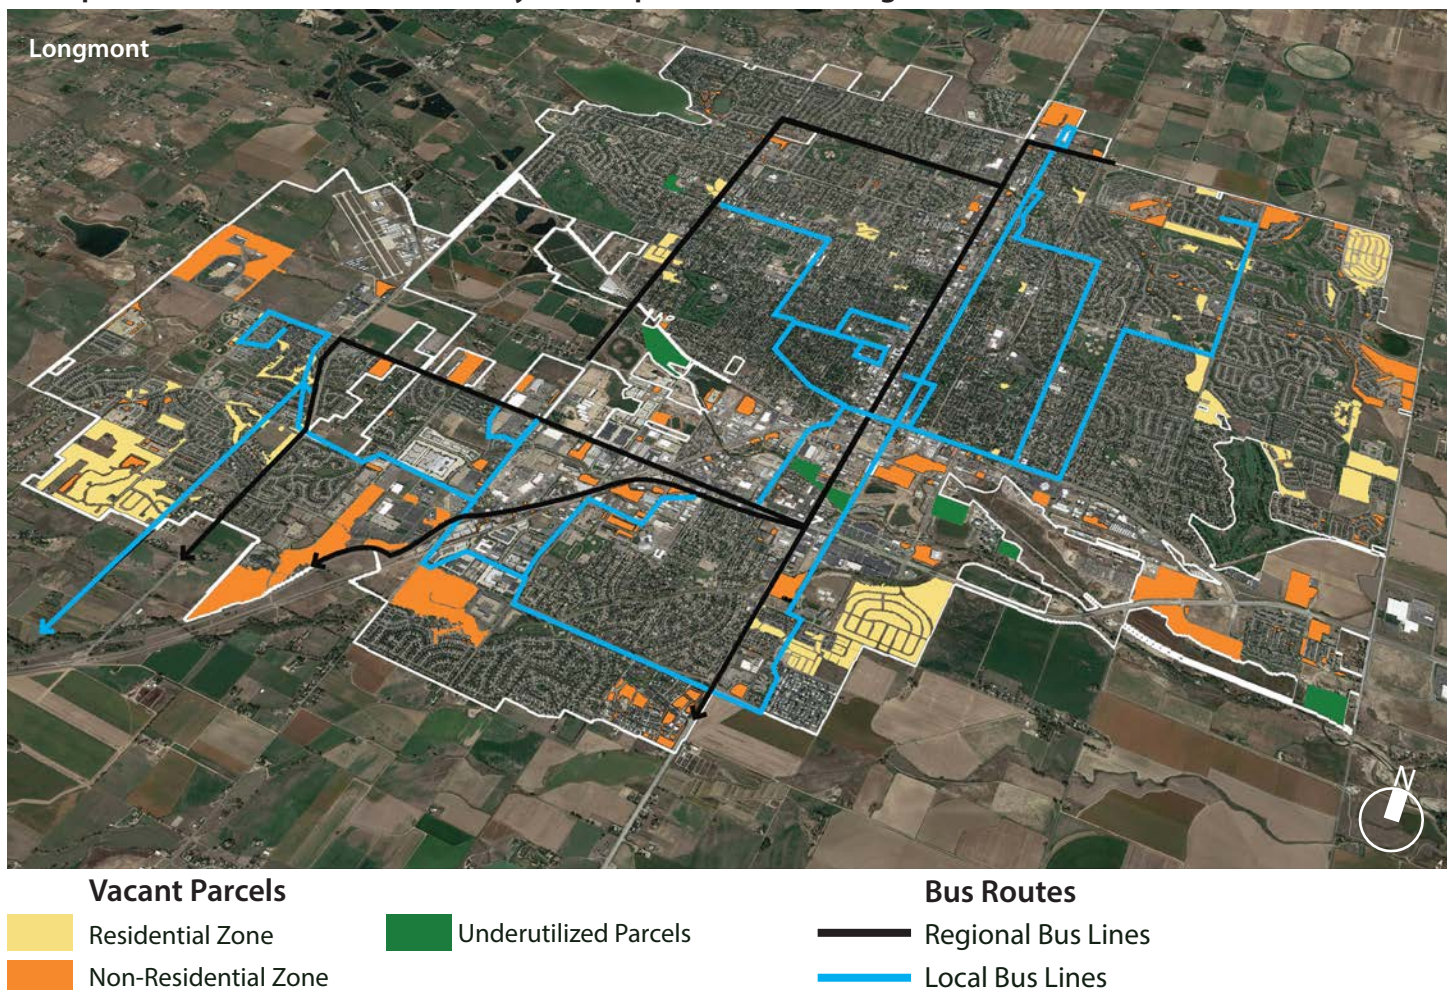 Longmont
N
Vacant Parcels
Residential Zone
Non-Residential Zone
Underutilized Parcels
Bus Routes
Regional Bus Lines
Local Bus Lines